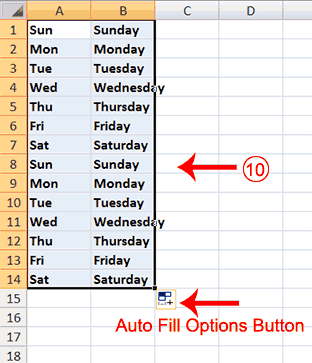 A B C D
1 Sun Sunday
2 Mon Monday
3 Tue Tuesday
4 Wed Wednesday
5 Thu Thursday
6 Fri Friday
7 Sat Saturday
8 Sun Sunday
9 Mon Monday
10 Tue Tuesday
11 Wed Wednesday
12 Thu Thursday
13 Fri Friday
14 Sat Saturday
10
15
16
Auto Fill Options Button
17
18